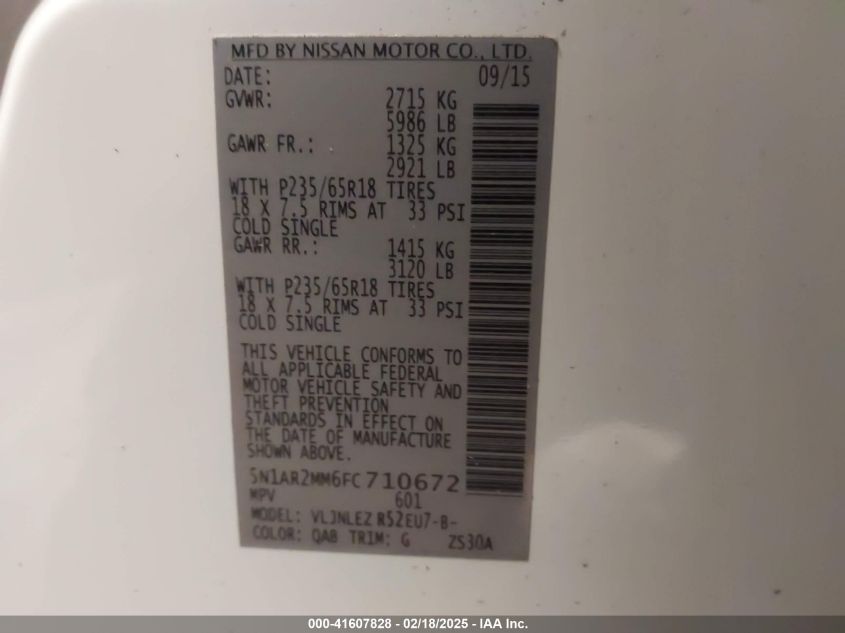 MFD BY NISSAN MOTOR CO., LTD.
DATE: 09/15
GVWR: 2715 KG
5986 LB
GAWR FR.: 1325 KG
2921 LB
WITH P235/65R18 TIRES
18 X 7.5 RIMS AT 33 PSI
COLD SINGLE
GAWR RR.: 1415 KG
3120 LB
WITH P235/65R18 TIRES
18 X 7.5 RIMS AT 33 PSI
COLD SINGLE
THIS VEHICLE CONFORMS TO
ALL APPLICABLE FEDERAL
MOTOR VEHICLE SAFETY AND
THEFT PREVENTION
STANDARDS IN EFFECT ON
THE DATE OF MANUFACTURE
SHOWN ABOVE.
5N1AR2MM6FC710672
MPV 601
MODEL: VLJNLEZ R52EU7-B-
COLOR: QAB TRIM: G ZS30A
000-41607828 - 02/18/2025 - IAA Inc.